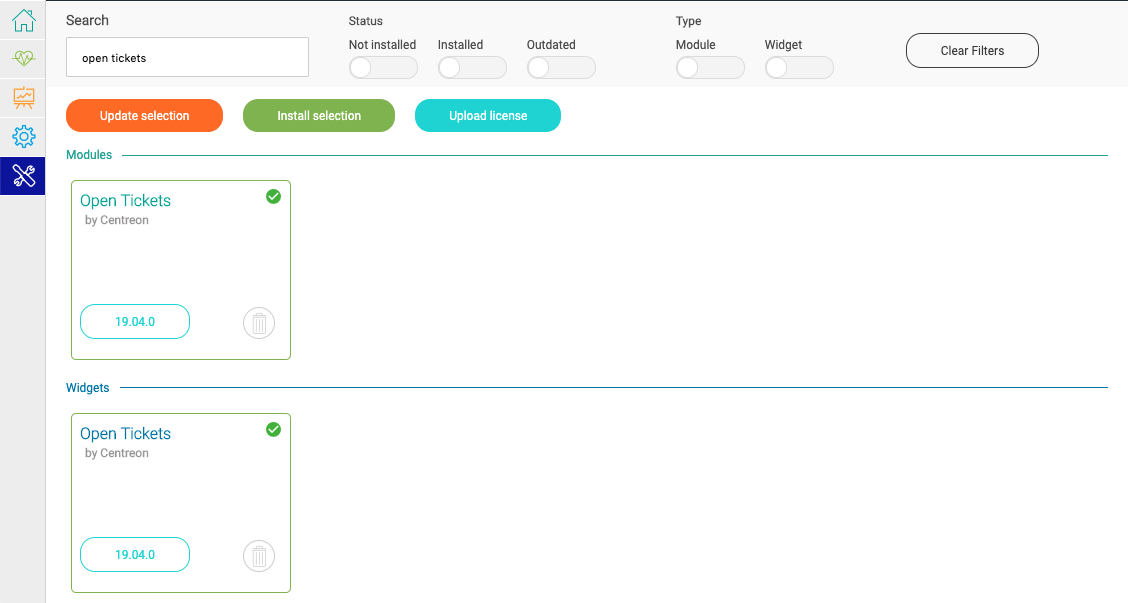 Search
open tickets
Status
Not installed
Installed
Outdated
Type
Module
Widget
Clear Filters
Update selection
Install selection
Upload license
Modules
Open Tickets
by Centreon
19.04.0
Widgets
Open Tickets
by Centreon
19.04.0